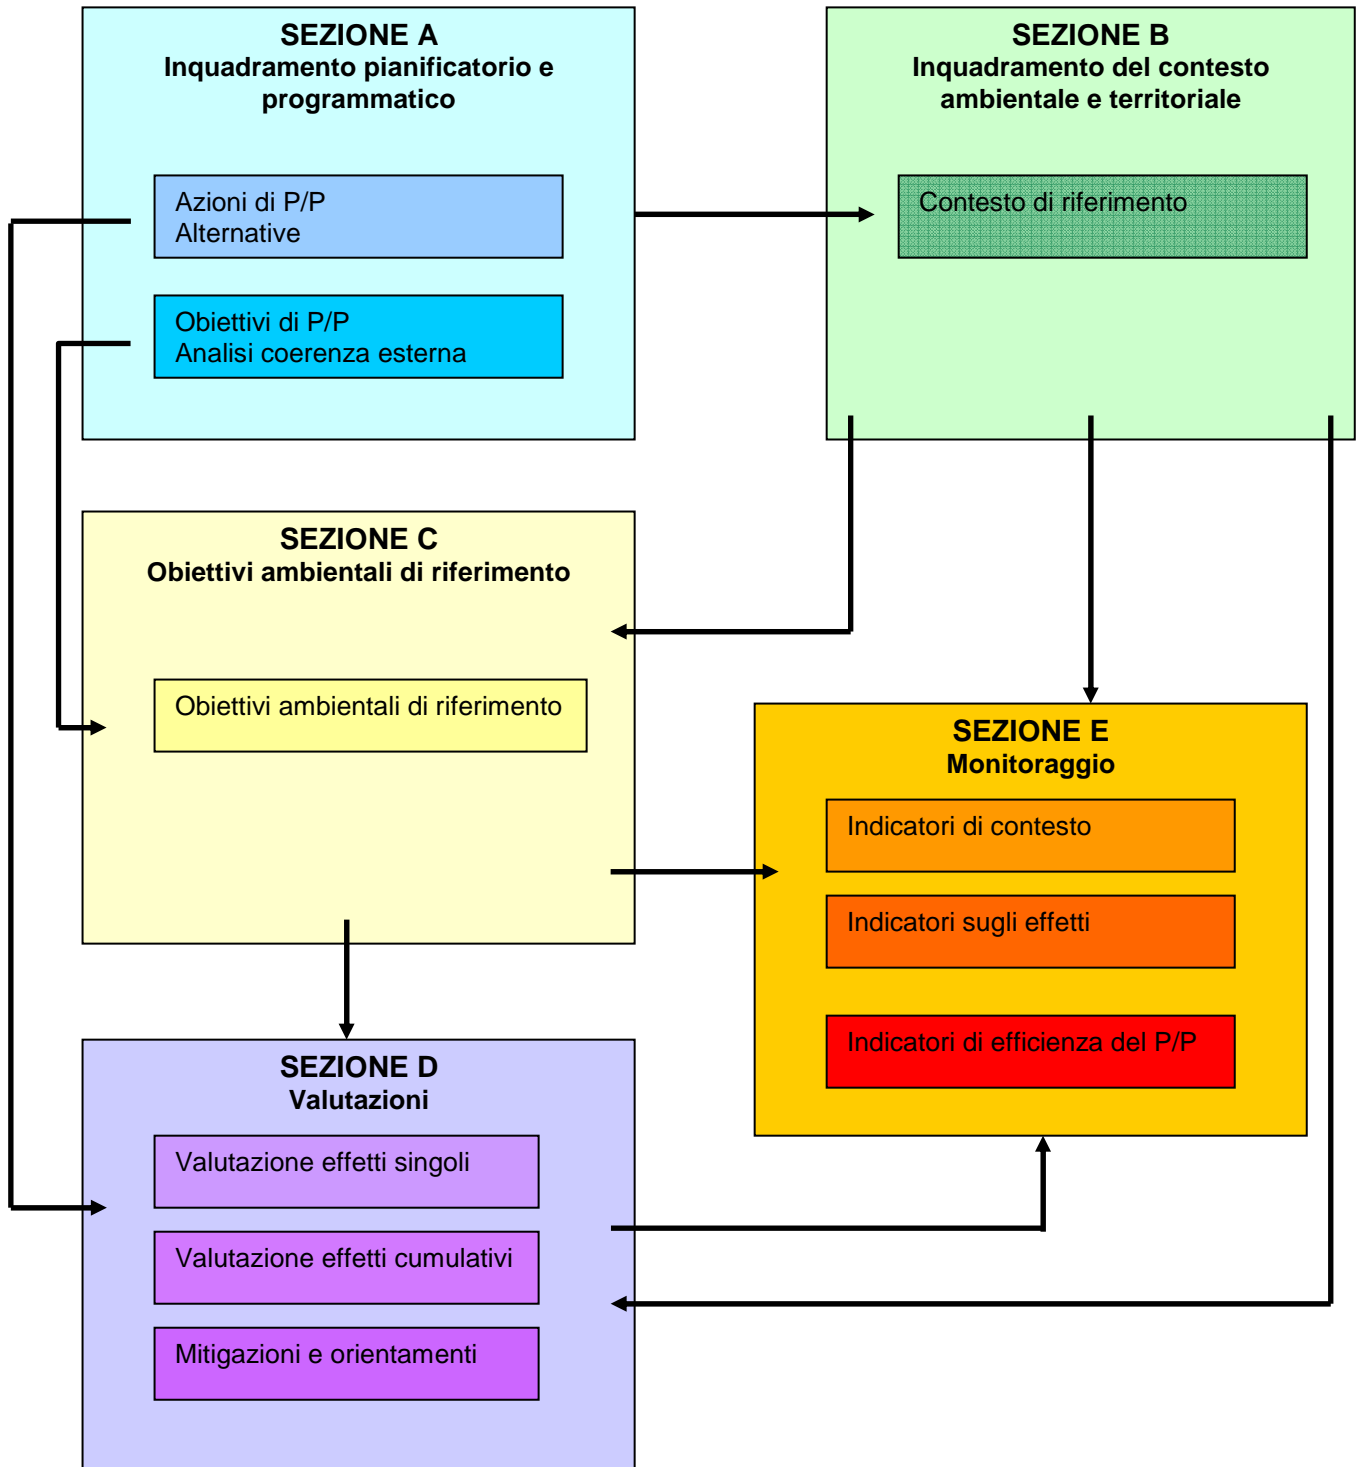 SEZIONE A
Inquadramento pianificatorio e
programmatico
Azioni di P/P
Alternative
Obiettivi di P/P
Analisi coerenza esterna
SEZIONE B
Inquadramento del contesto
ambientale e territoriale
Contesto di riferimento
SEZIONE C
Obiettivi ambientali di riferimento
Obiettivi ambientali di riferimento
SEZIONE E
Monitoraggio
Indicatori di contesto
Indicatori sugli effetti
Indicatori di efficienza del P/P
SEZIONE D
Valutazioni
Valutazione effetti singoli
Valutazione effetti cumulativi
Mitigazioni e orientamenti